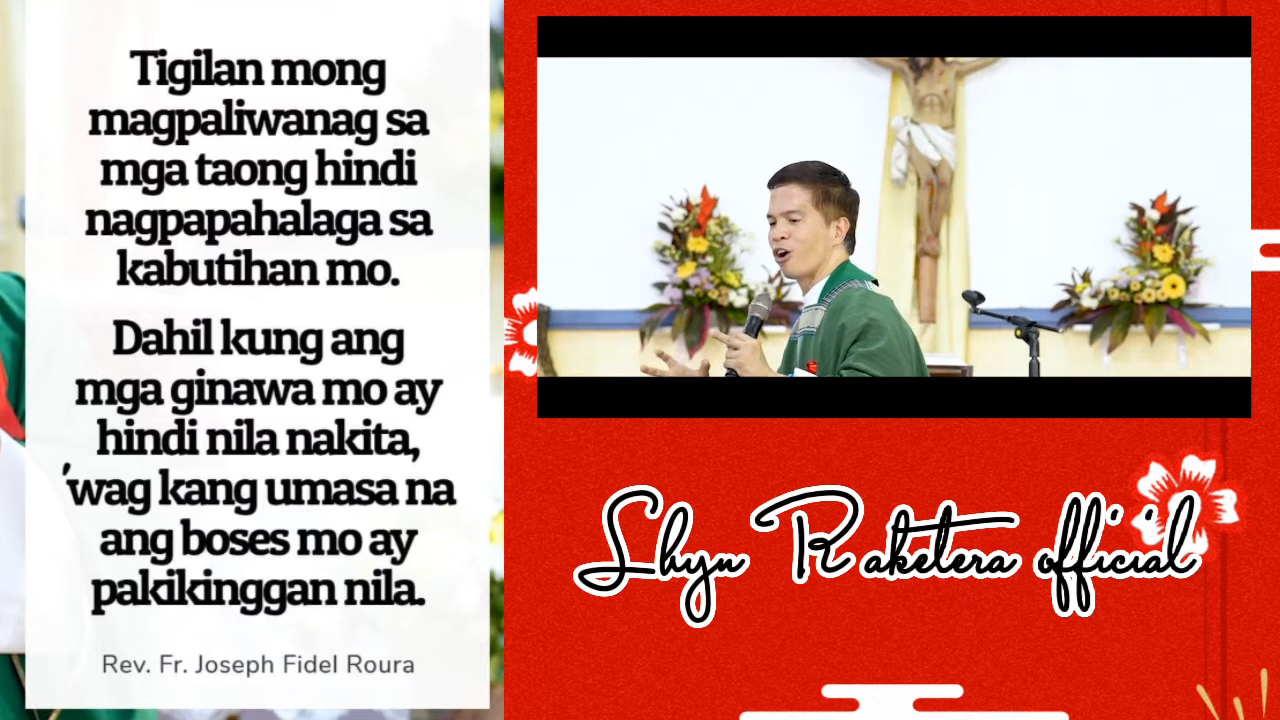 Tigilan mong
magpaliwanag sa
mga taong hindi
nagpapahalaga sa
kabutihan mo.
Dahil kung ang
mga ginawa mo ay
hindi nila nakita,
'wag kang umasa na
ang boses mo ay
pakikinggan nila.
Rev. Fr. Joseph Fidel Roura
Lhyn Raketera official